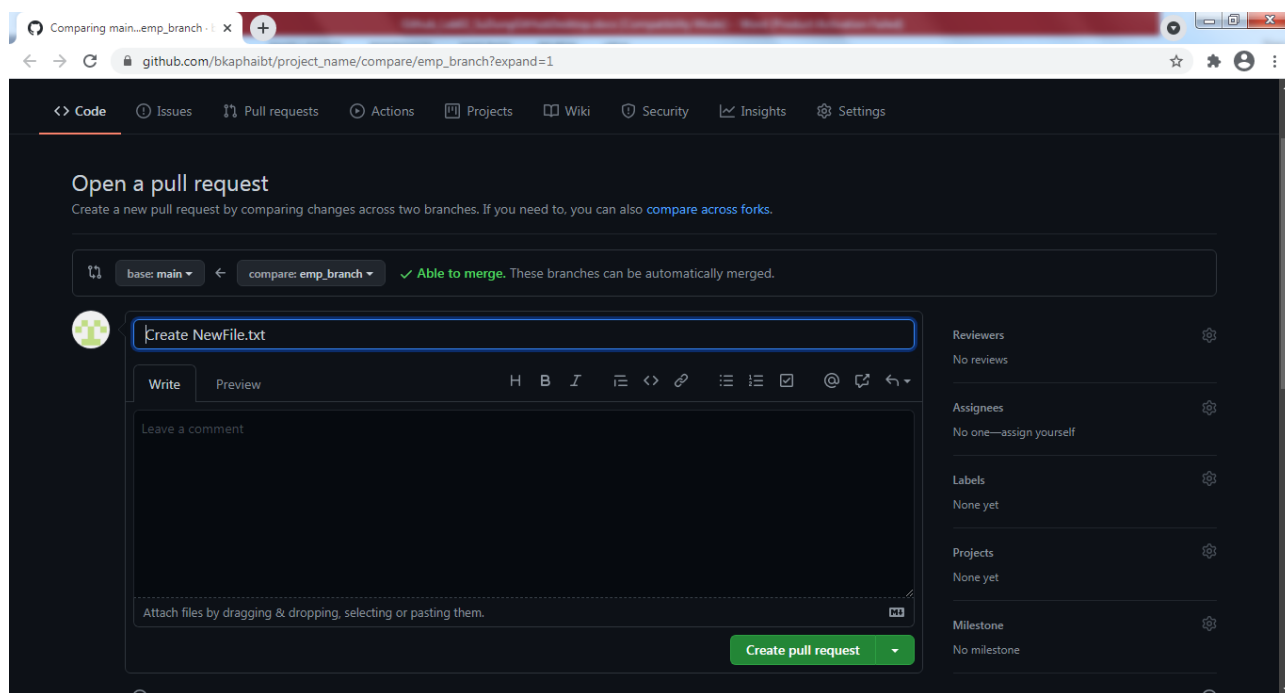 Comparing main...emp_branch ·
github.com/bkaphaibt/project_name/compare/emp_branch?expand=1
<> Code Issues Pull requests Actions Projects Wiki Security Insights Settings
Open a pull request
Create a new pull request by comparing changes across two branches. If you need to, you can also compare across forks.
base: main ← compare: emp_branch ✓ Able to merge. These branches can be automatically merged.
Create NewFile.txt
Write Preview H B I
Leave a comment
Attach files by dragging & dropping, selecting or pasting them.
Create pull request
Reviewers
No reviews
Assignees
No one—assign yourself
Labels
None yet
Projects
None yet
Milestone
No milestone